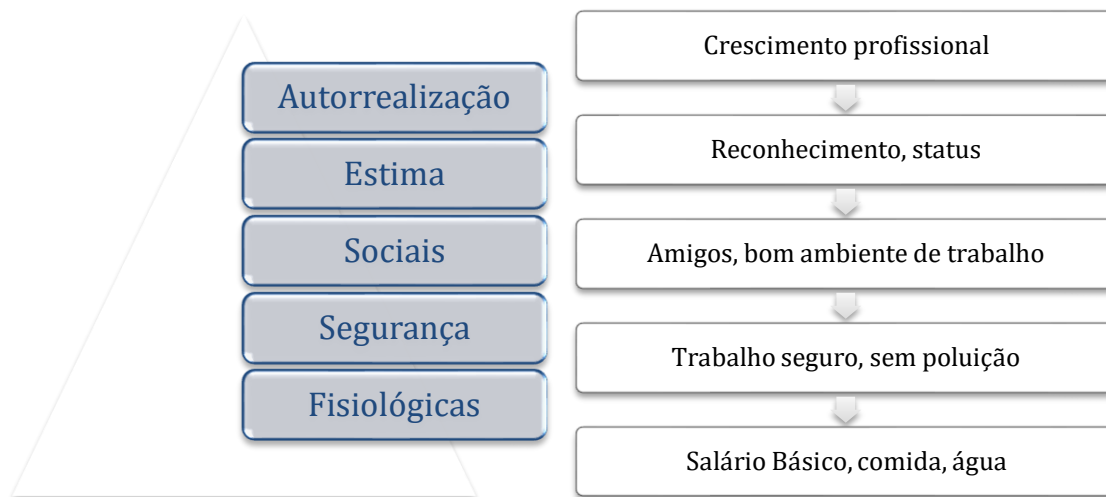 Autorrealização
Estima
Sociais
Segurança
Fisiológicas
Crescimento profissional
Reconhecimento, status
Amigos, bom ambiente de trabalho
Trabalho seguro, sem poluição
Salário Básico, comida, água